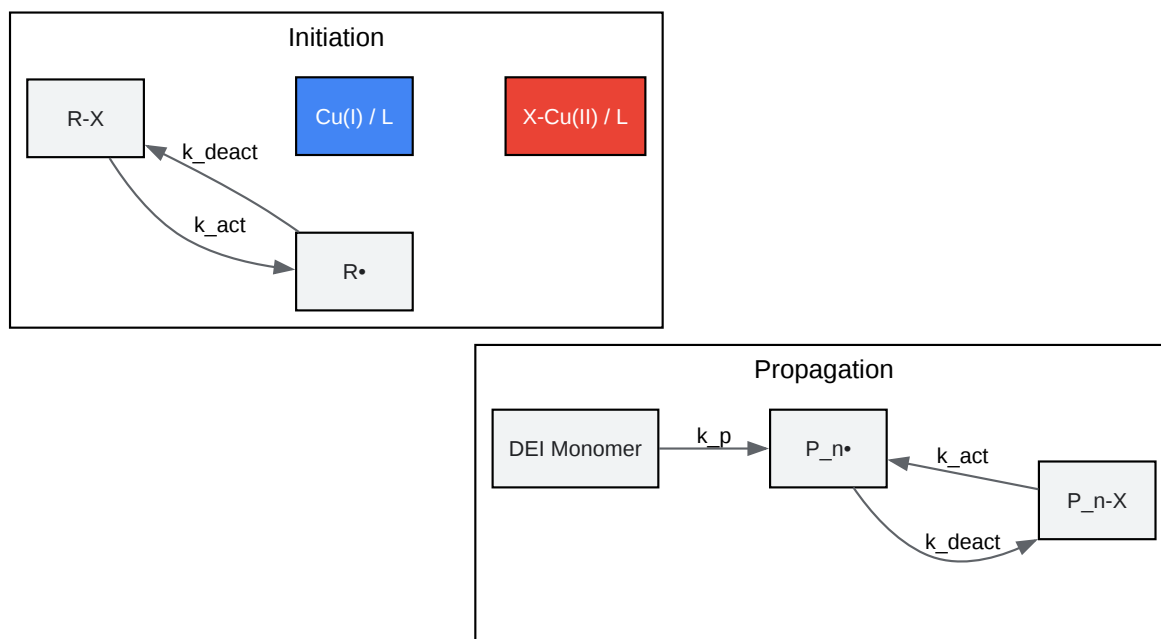 Initiation
R-X
Cu(I) / L
X-Cu(II) / L
k_deact
k_act
R•
Propagation
DEI Monomer
k_p
P_n•
k_act
P_n-X
k_deact